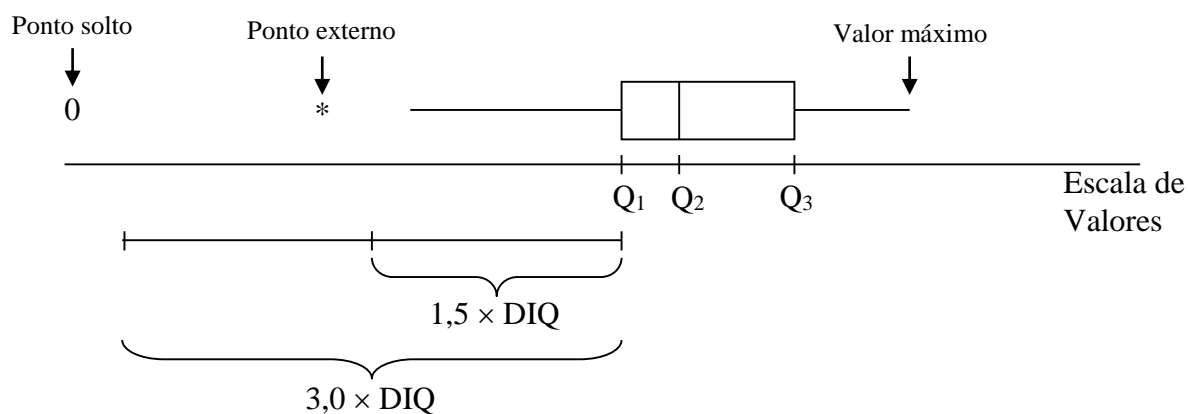 Ponto solto
Ponto externo
Valor máximo
0
*
Q₁
Q₂
Q₃
Escala de
Valores
1,5 × DIQ
3,0 × DIQ